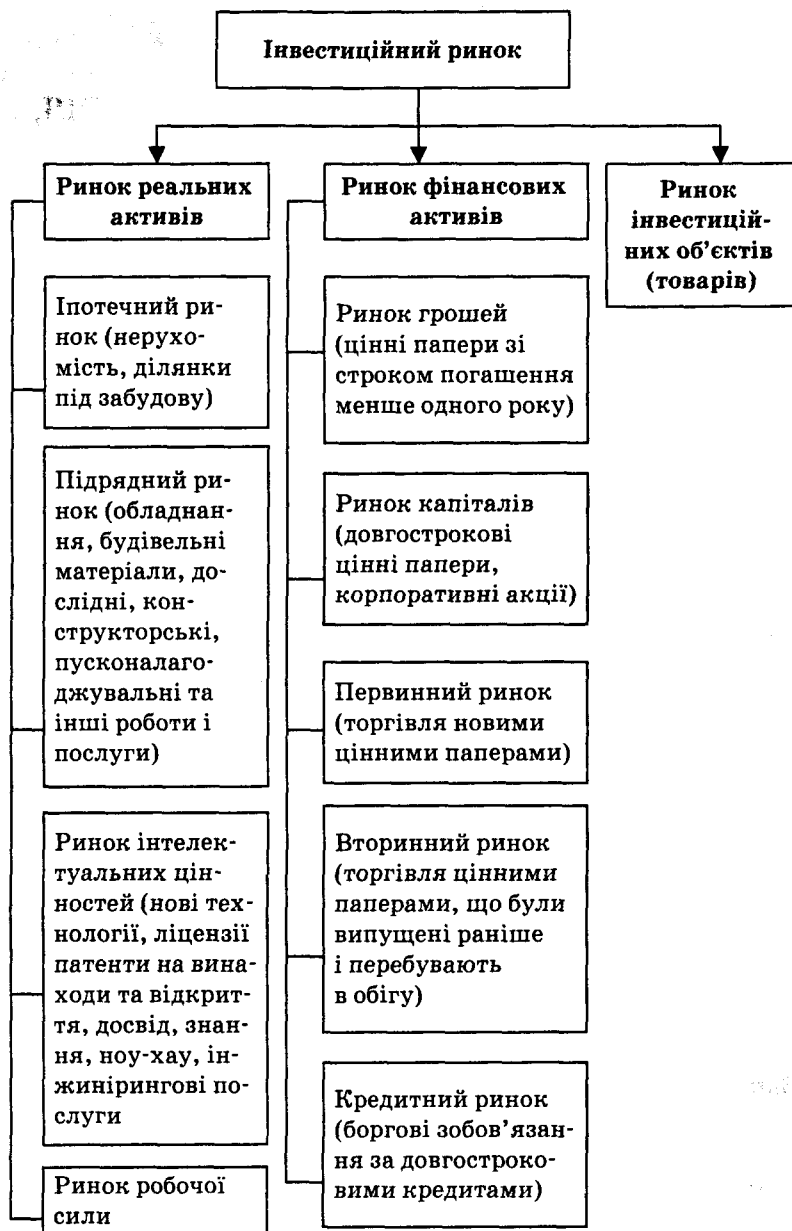 Інвестиційний ринок
Ринок реальних
активів
Іпотечний ри-
нок (нерухо-
мість, ділянки
під забудову)
Підрядний ри-
нок (обладнан-
ня, будівельні
матеріали, до-
слідні, кон-
структорські,
пусконалаго-
джувальні та
інші роботи і
послуги)
Ринок інтелек-
туальних цін-
ностей (нові тех-
нології, ліцензії
патенти на вина-
ходи та відкрит-
тя, досвід, знан-
ня, ноу-хау, ін-
жинірингові по-
слуги
Ринок робочої
сили
Ринок фінансових
активів
Ринок грошей
(цінні папери зі
строком погашення
менше одного року)
Ринок капіталів
(довгострокові
цінні папери,
корпоративні акції)
Первинний ринок
(торгівля новими
цінними паперами)
Вторинний ринок
(торгівля цінними
паперами, що були
випущені раніше
і перебувають
в обігу)
Кредитний ринок
(боргові зобов'язан-
ня за довгостроко-
вими кредитами)
Ринок
інвестицій-
них об'єктів
(товарів)